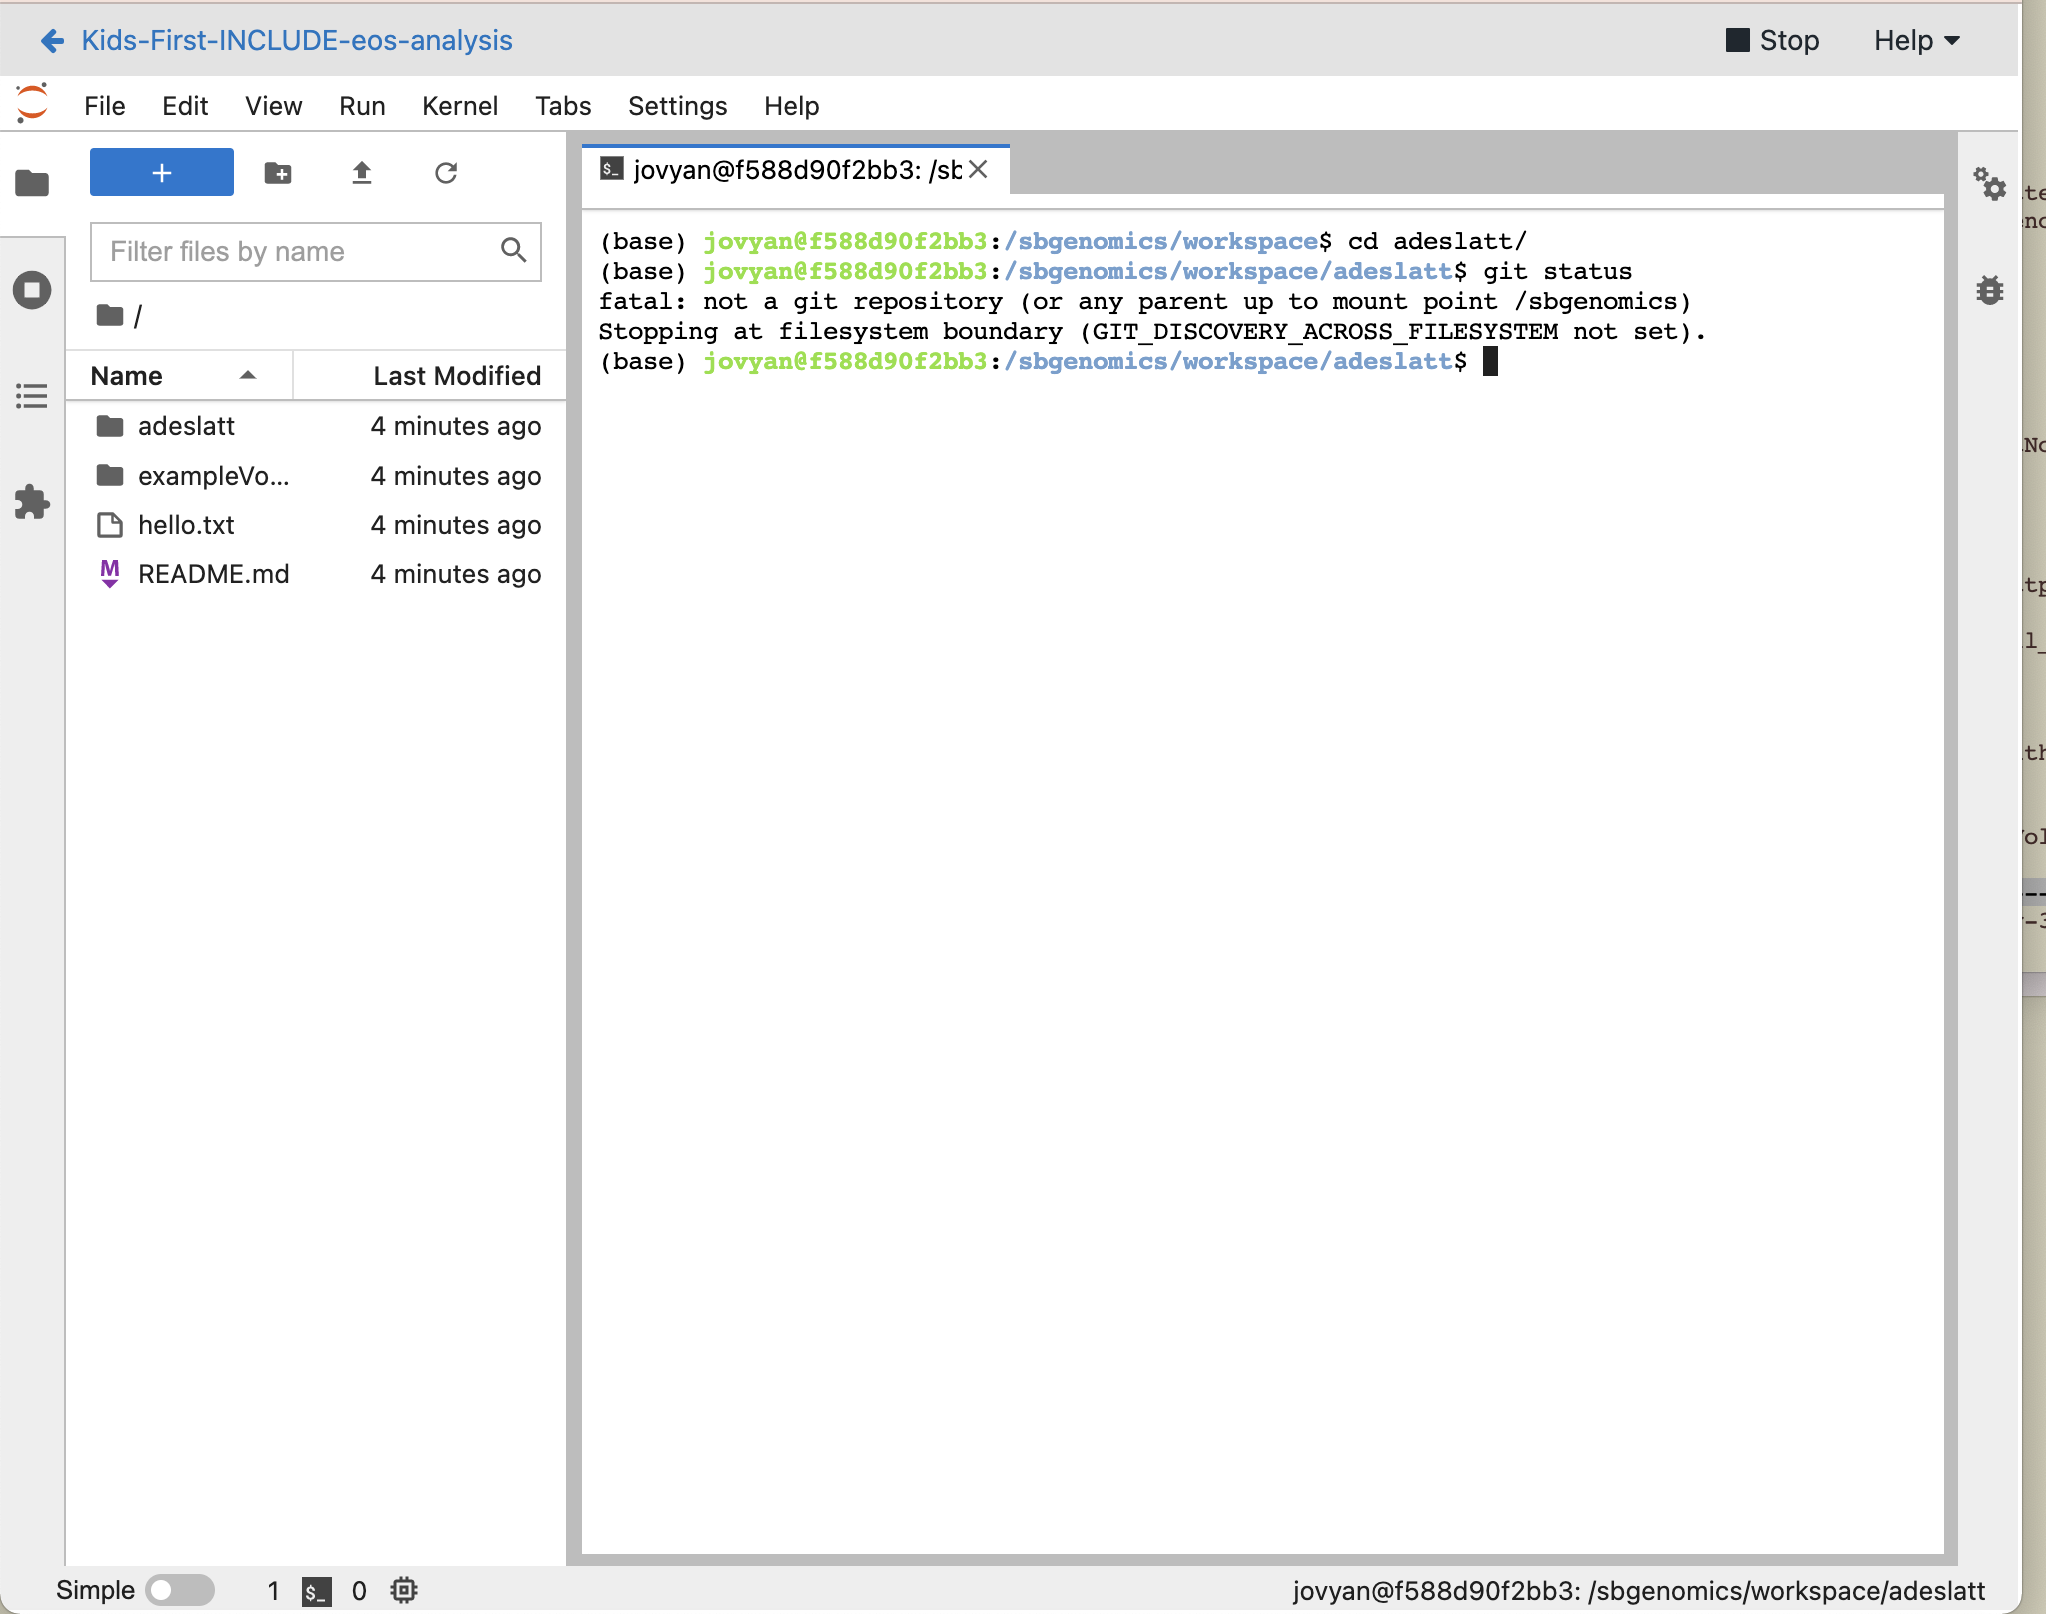 Kids-First-INCLUDE-eos-analysis Stop Help
File Edit View Run Kernel Tabs Settings Help
+
$_ jovyan@f588d90f2bb3: /sb
Filter files by name
/
Name Last Modified
adeslatt 4 minutes ago
exampleVo... 4 minutes ago
hello.txt 4 minutes ago
M README.md 4 minutes ago
(base) jovyan@f588d90f2bb3:/sbgenomics/workspace$ cd adeslatt/
(base) jovyan@f588d90f2bb3:/sbgenomics/workspace/adeslatt$ git status
fatal: not a git repository (or any parent up to mount point /sbgenomics)
Stopping at filesystem boundary (GIT_DISCOVERY_ACROSS_FILESYSTEM not set).
(base) jovyan@f588d90f2bb3:/sbgenomics/workspace/adeslatt$
Simple 1 $_ 0 jovyan@f588d90f2bb3: /sbgenomics/workspace/adeslatt